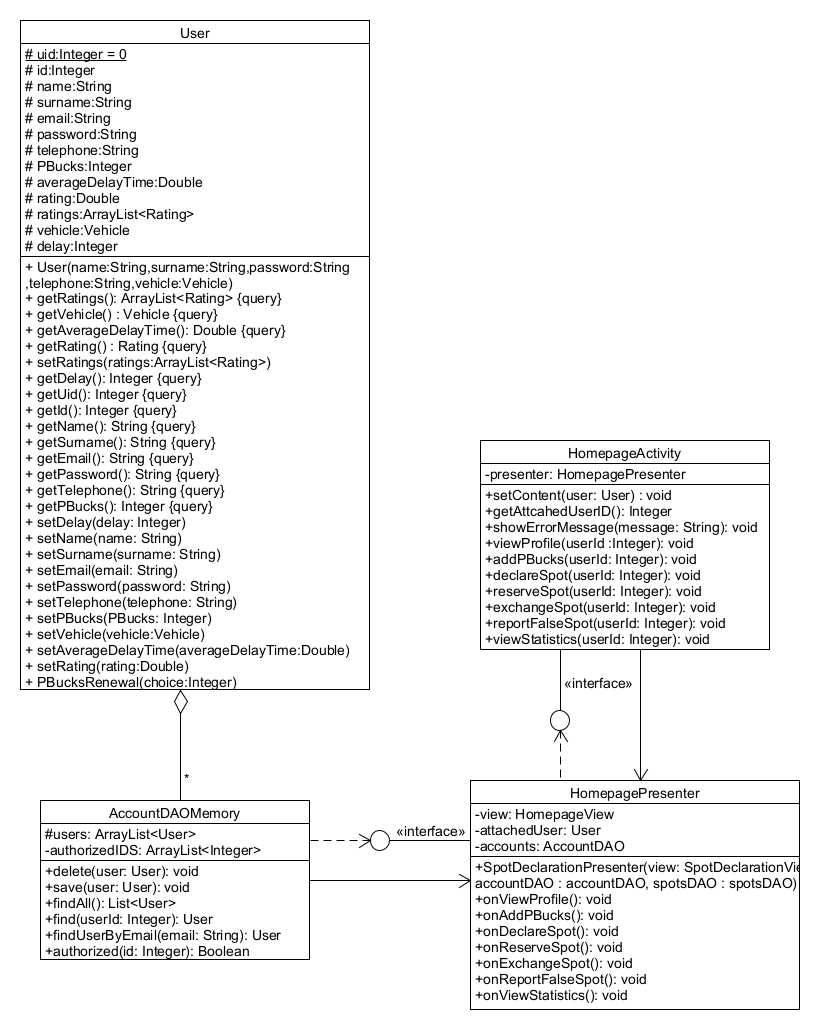 User
# uid:Integer = 0
# id:Integer
# name:String
# surname:String
# email:String
# password:String
# telephone:String
# PBucks:Integer
# averageDelayTime:Double
# rating:Double
# ratings:ArrayList<Rating>
# vehicle:Vehicle
# delay:Integer
+ User(name:String,surname:String,password:String
,telephone:String,vehicle:Vehicle)
+ getRatings(): ArrayList<Rating> {query}
+ getVehicle() : Vehicle {query}
+ getAverageDelayTime(): Double {query}
+ getRating() : Rating {query}
+ setRatings(ratings:ArrayList<Rating>)
+ getDelay(): Integer {query}
+ getUid(): Integer {query}
+ getId(): Integer {query}
+ getName(): String {query}
+ getSurname(): String {query}
+ getEmail(): String {query}
+ getPassword(): String {query}
+ getTelephone(): String {query}
+ getPBucks(): Integer {query}
+ setDelay(delay: Integer)
+ setName(name: String)
+ setSurname(surname: String)
+ setEmail(email: String)
+ setPassword(password: String)
+ setTelephone(telephone: String)
+ setPBucks(PBucks: Integer)
+ setVehicle(vehicle:Vehicle)
+ setAverageDelayTime(averageDelayTime:Double)
+ setRating(rating:Double)
+ PBucksRenewal(choice:Integer)
HomepageActivity
-presenter: HomepagePresenter
+setContent(user: User) : void
+getAttcahedUserID(): Integer
+showErrorMessage(message: String): void
+viewProfile(userId :Integer): void
+addPBucks(userId: Integer): void
+declareSpot(userId: Integer): void
+reserveSpot(userId: Integer): void
+exchangeSpot(userId: Integer): void
+reportFalseSpot(userId: Integer): void
+viewStatistics(userId: Integer): void
«interface»
*
AccountDAOMemory
#users: ArrayList<User>
-authorizedIDS: ArrayList<Integer>
+delete(user: User): void
+save(user: User): void
+findAll(): List<User>
+find(userId: Integer): User
+findUserByEmail(email: String): User
+authorized(id: Integer): Boolean
«interface»
HomepagePresenter
-view: HomepageView
-attachedUser: User
-accounts: AccountDAO
+SpotDeclarationPresenter(view: SpotDeclarationVie
accountDAO : accountDAO, spotsDAO : spotsDAO)
+onViewProfile(): void
+onAddPBucks(): void
+onDeclareSpot(): void
+onReserveSpot(): void
+onExchangeSpot(): void
+onReportFalseSpot(): void
+onViewStatistics(): void